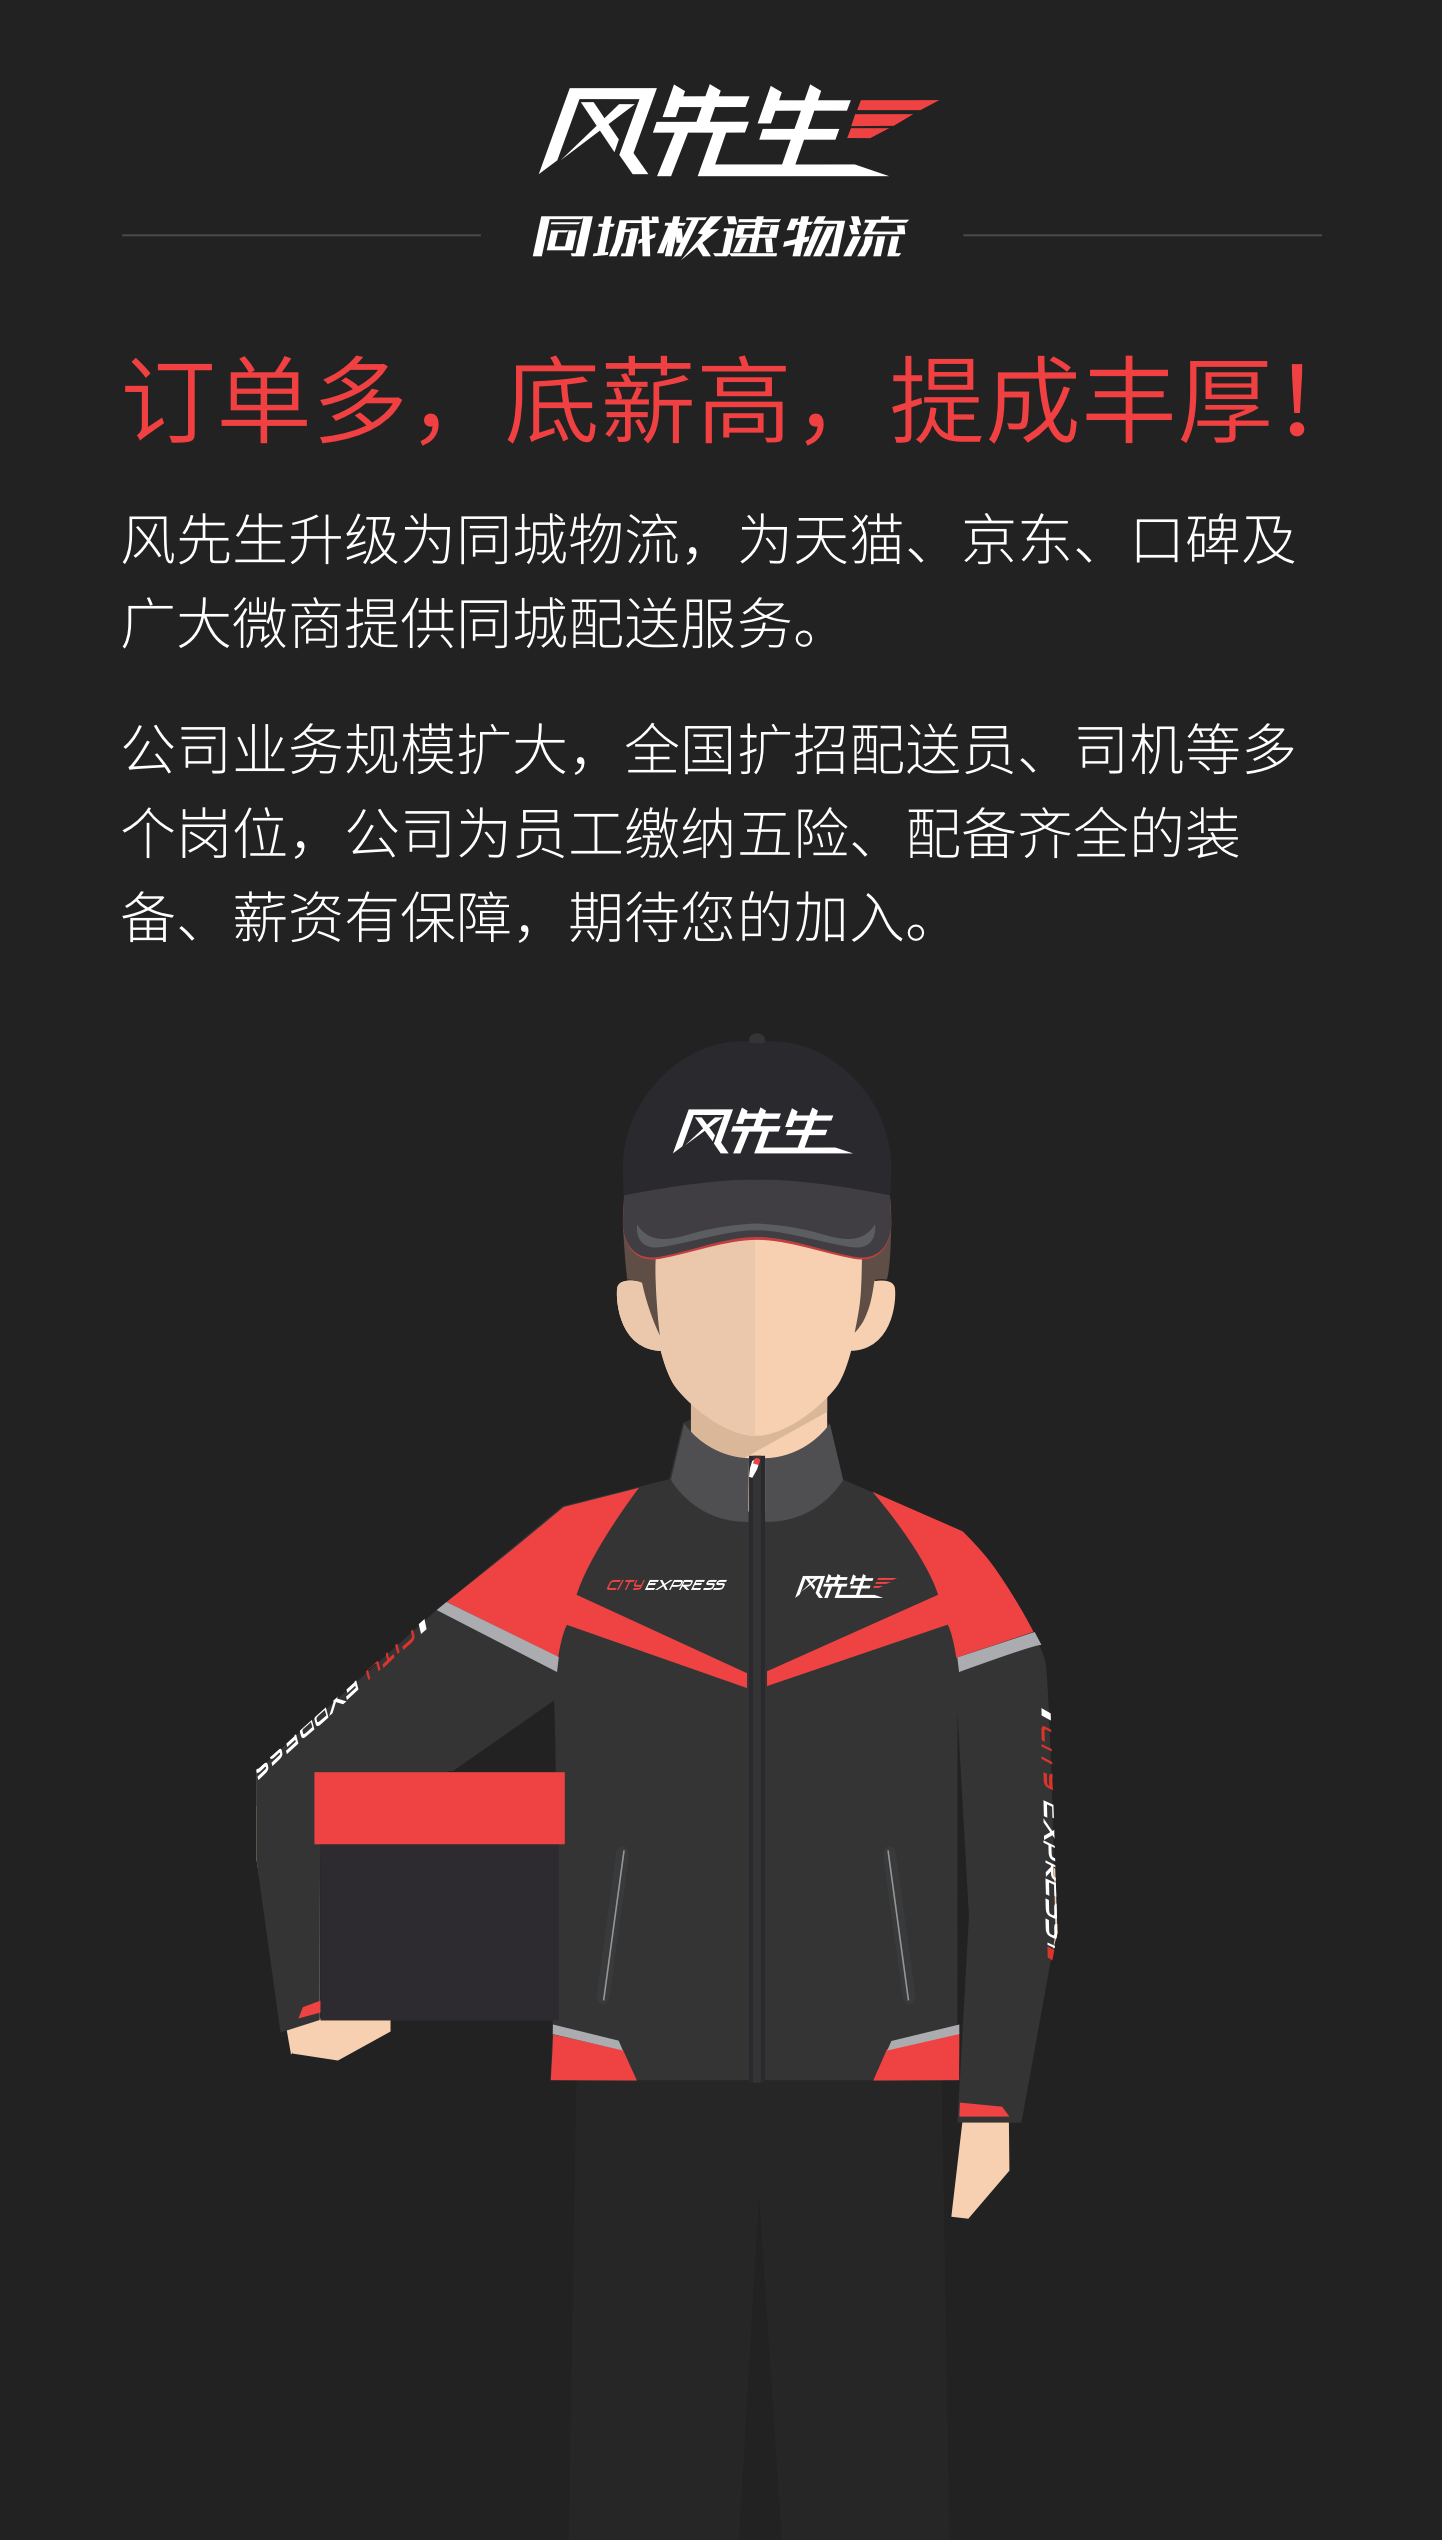 风先生
同城极速物流
订单多，底薪高，提成丰厚！
风先生升级为同城物流，为天猫、京东、口碑及
广大微商提供同城配送服务。
公司业务规模扩大，全国扩招配送员、司机等多
个岗位，公司为员工缴纳五险、配备齐全的装
备、薪资有保障，期待您的加入。
风先生
CITY EXPRESS
风先生
CITY EXPRESS